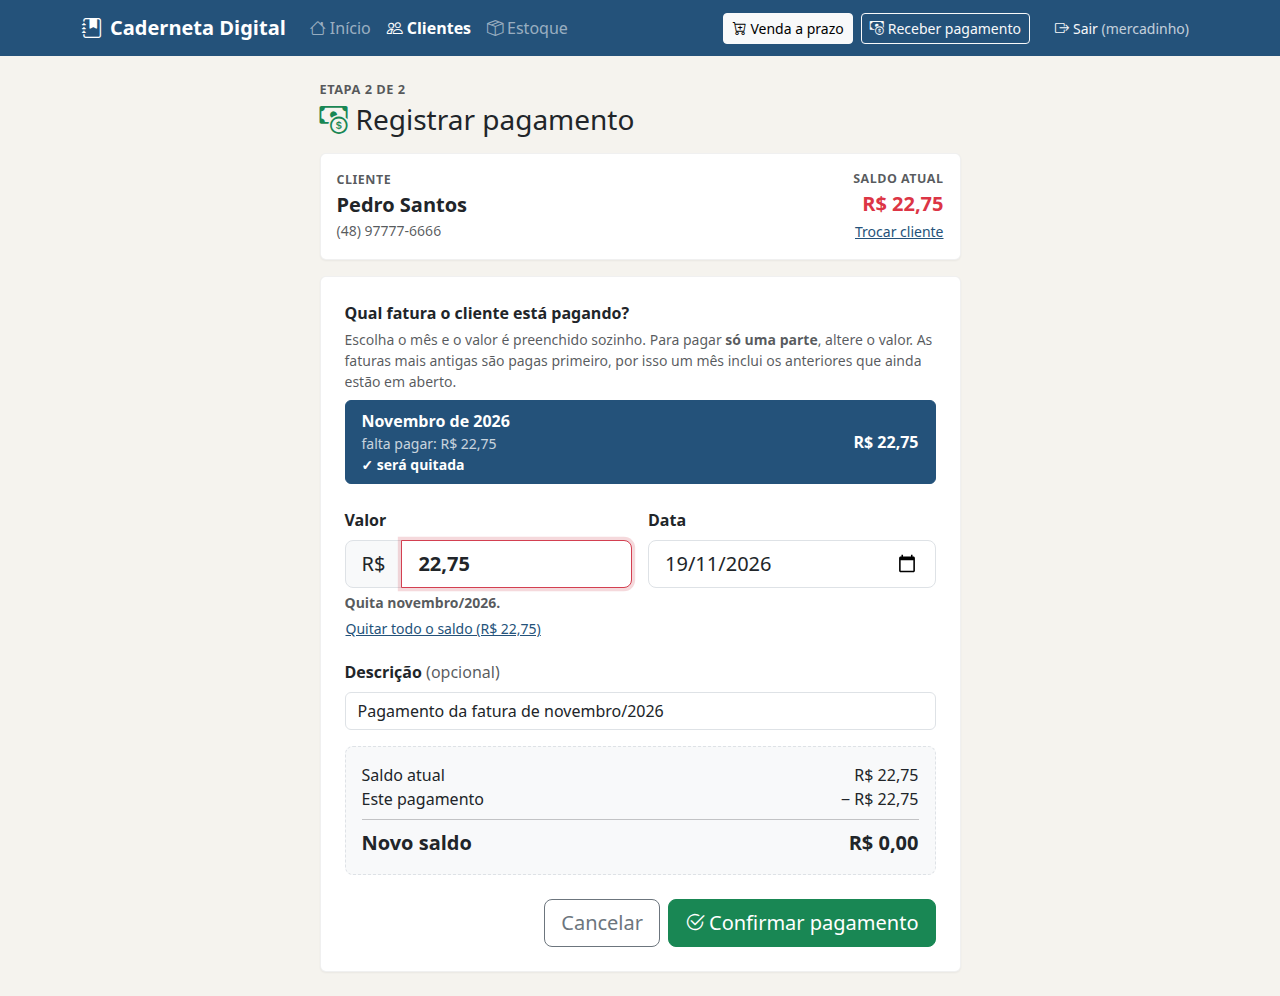 Caderneta Digital
Início
Clientes
Estoque
Venda a prazo
Receber pagamento
Sair (mercadinho)
ETAPA 2 DE 2
Registrar pagamento
CLIENTE
Pedro Santos
(48) 97777-6666
SALDO ATUAL
R$ 22,75
Trocar cliente
Qual fatura o cliente está pagando?
Escolha o mês e o valor é preenchido sozinho. Para pagar só uma parte, altere o valor. As
faturas mais antigas são pagas primeiro, por isso um mês inclui os anteriores que ainda
estão em aberto.
Novembro de 2026
falta pagar: R$ 22,75
✓ será quitada
R$ 22,75
Valor
R$ 22,75
Quita novembro/2026.
Quitar todo o saldo (R$ 22,75)
Data
19/11/2026
Descrição (opcional)
Pagamento da fatura de novembro/2026
Saldo atual R$ 22,75
Este pagamento − R$ 22,75
Novo saldo R$ 0,00
Cancelar
Confirmar pagamento